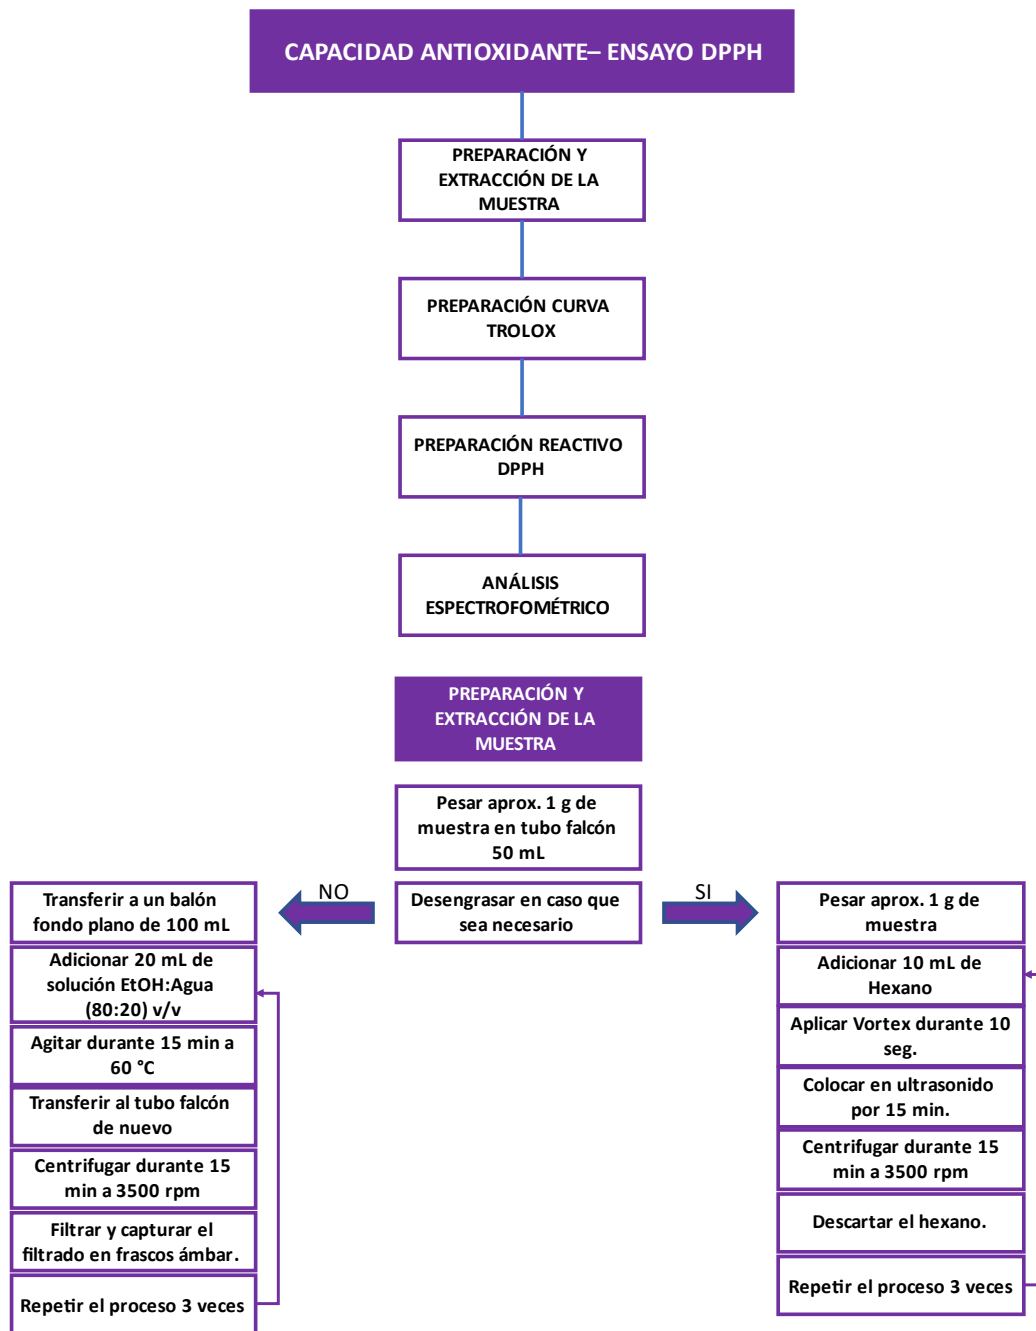 CAPACIDAD ANTIOXIDANTE– ENSAYO DPPH
PREPARACIÓN Y
EXTRACCIÓN DE LA
MUESTRA
PREPARACIÓN CURVA
TROLOX
PREPARACIÓN REACTIVO
DPPH
ANÁLISIS
ESPECTROFOMÉTRICO
PREPARACIÓN Y
EXTRACCIÓN DE LA
MUESTRA
Pesar aprox. 1 g de
muestra en tubo falcón
50 mL
Desengrasar en caso que
sea necesario
NO
SI
Transferir a un balón
fondo plano de 100 mL
Adicionar 20 mL de
solución EtOH:Agua
(80:20) v/v
Agitar durante 15 min a
60 °C
Transferir al tubo falcón
de nuevo
Centrifugar durante 15
min a 3500 rpm
Filtrar y capturar el
filtrado en frascos ámbar.
Repetir el proceso 3 veces
Pesar aprox. 1 g de
muestra
Adicionar 10 mL de
Hexano
Aplicar Vortex durante 10
seg.
Colocar en ultrasonido
por 15 min.
Centrifugar durante 15
min a 3500 rpm
Descartar el hexano.
Repetir el proceso 3 veces